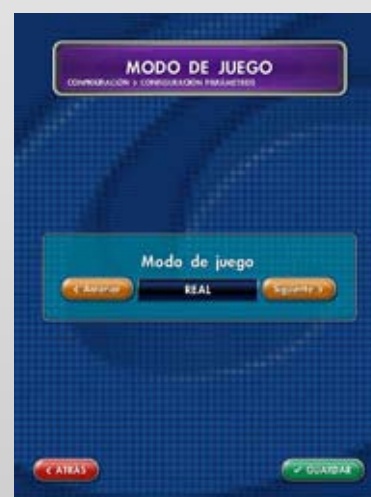 MODO DE JUEGO
CONFIGURACIÓN > CONFIGURACIÓN PARÁMETROS
Modo de juego
< Anterior
REAL
Siguiente >
< ATRÁS
✓ GUARDAR